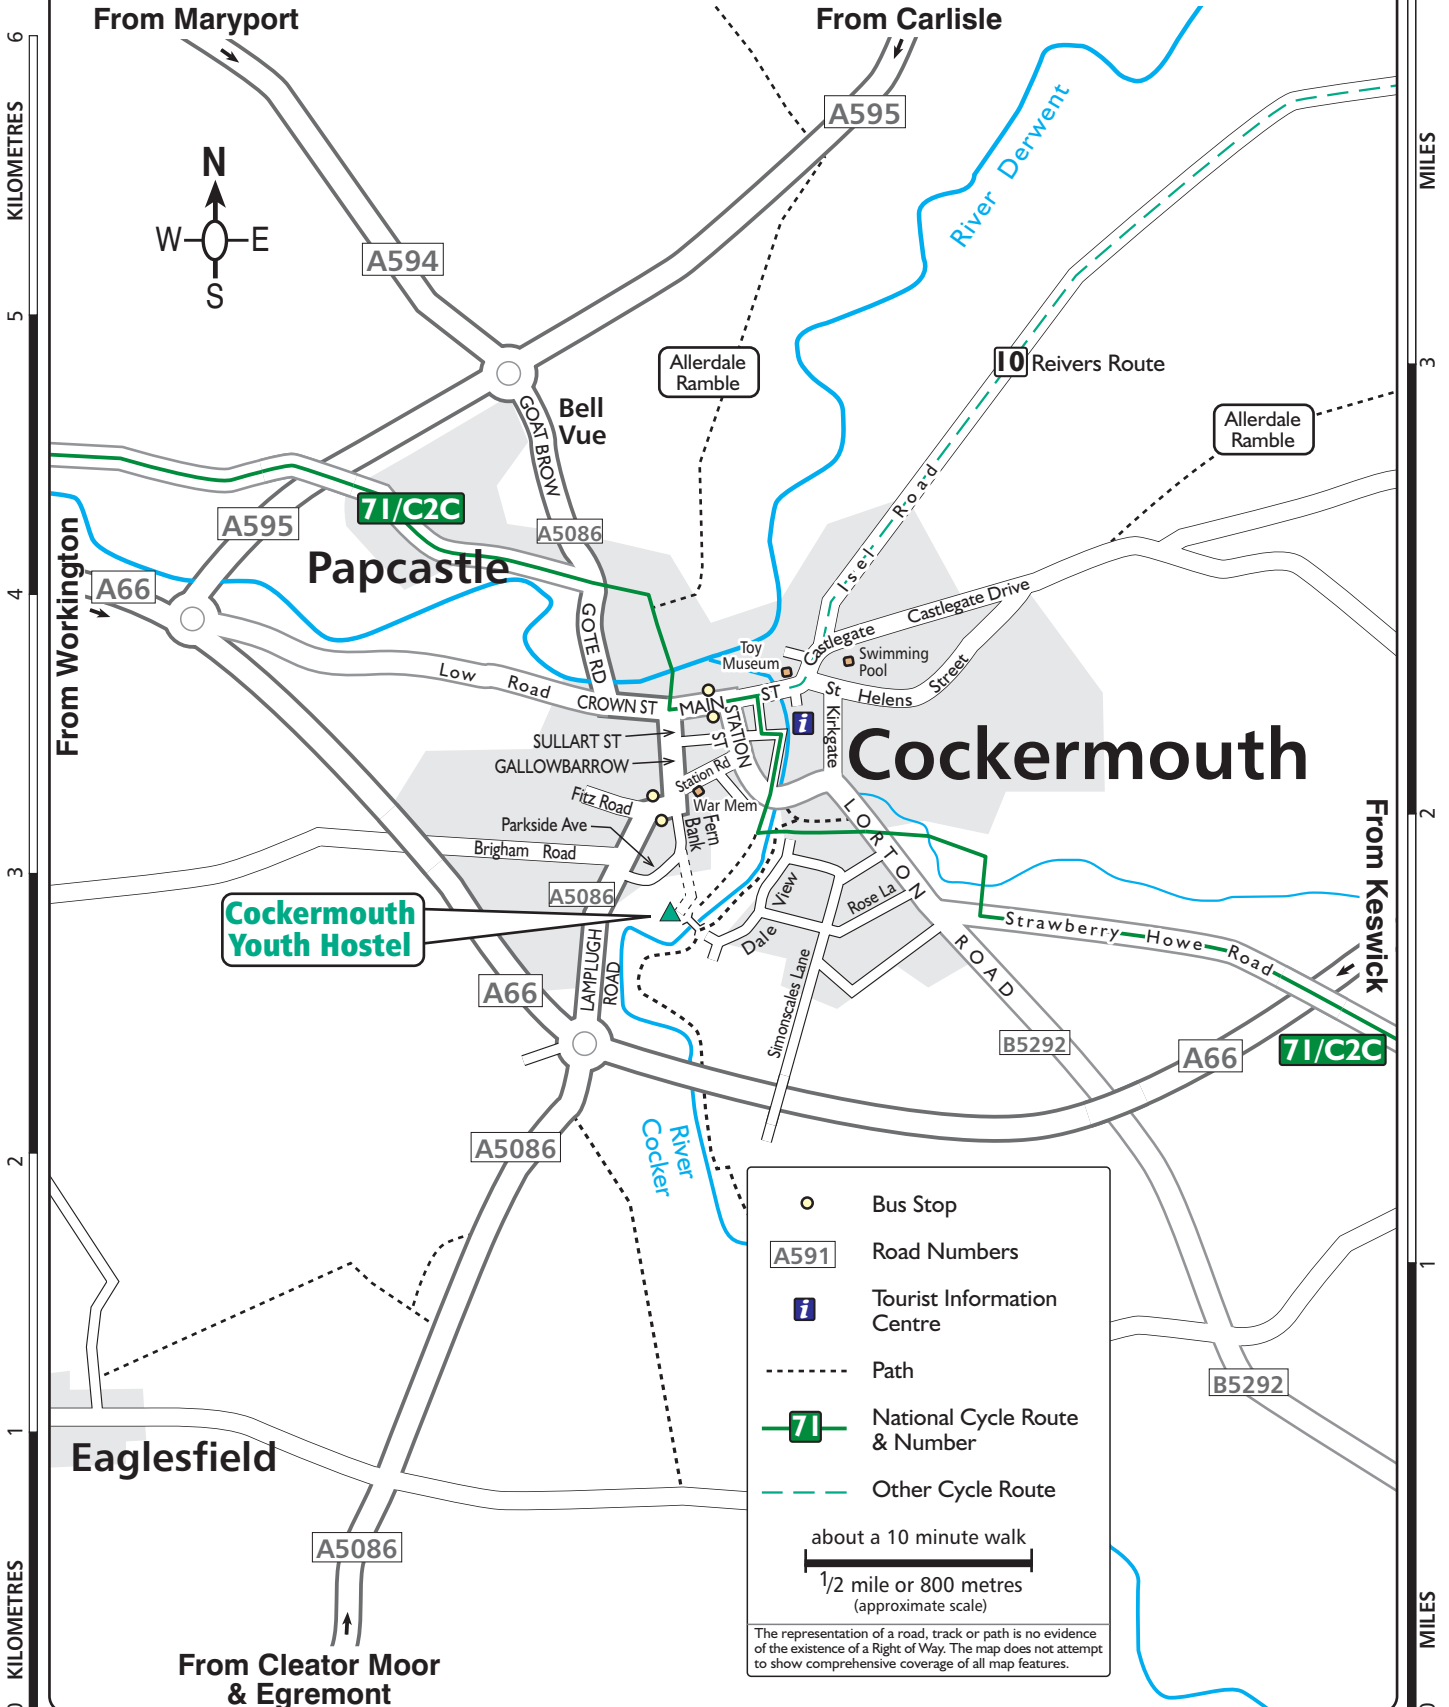 From Maryport
From Carlisle
6
KILOMETRES
MILES
A595
River Derwent
N
W
E
S
A594
5
3
Allerdale
Ramble
10 Reivers Route
Bell
Vue
GOAT BROW
Allerdale
Ramble
71/C2C
A595
A5086
Isel Road
Papcastle
From Workington
A66
4
GOTE RD
Castlegate Drive
Castlegate
Toy
Museum
Swimming
Pool
Low Road
CROWN ST
MAIN ST
St Helens Street
Kirkgate
i
STATION ST
SULLART ST
GALLOWBARROW
Cockermouth
Station Rd
War Mem
Fitz Road
Fern
Bank
Parkside Ave
Brigham Road
2
3
LORTON ROAD
From Keswick
A5086
Cockermouth
Youth Hostel
Dale View
Rose La
Strawberry Howe Road
LAMPLUGH
ROAD
Simonscales Lane
A66
B5292
A66
71/C2C
River
Cocker
A5086
2
Bus Stop
A591
Road Numbers
i
Tourist Information
Centre
Path
71
National Cycle Route
& Number
Other Cycle Route
about a 10 minute walk
1/2 mile or 800 metres
(approximate scale)
The representation of a road, track or path is no evidence
of the existence of a Right of Way. The map does not attempt
to show comprehensive coverage of all map features.
1
B5292
1
Eaglesfield
A5086
KILOMETRES
MILES
From Cleator Moor
& Egremont